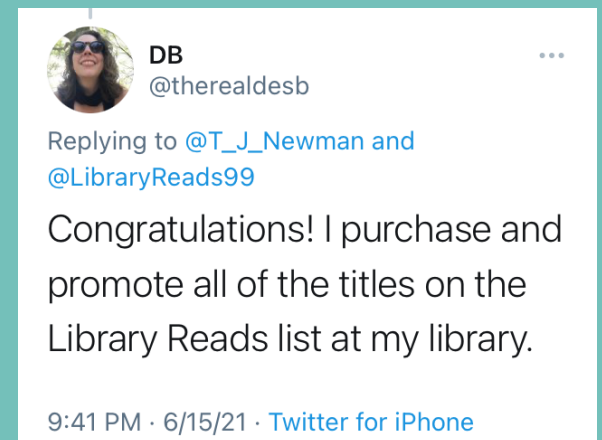 DB
@therealdesb
Replying to @T_J_Newman and
@LibraryReads99
Congratulations! I purchase and
promote all of the titles on the
Library Reads list at my library.
9:41 PM · 6/15/21 · Twitter for iPhone